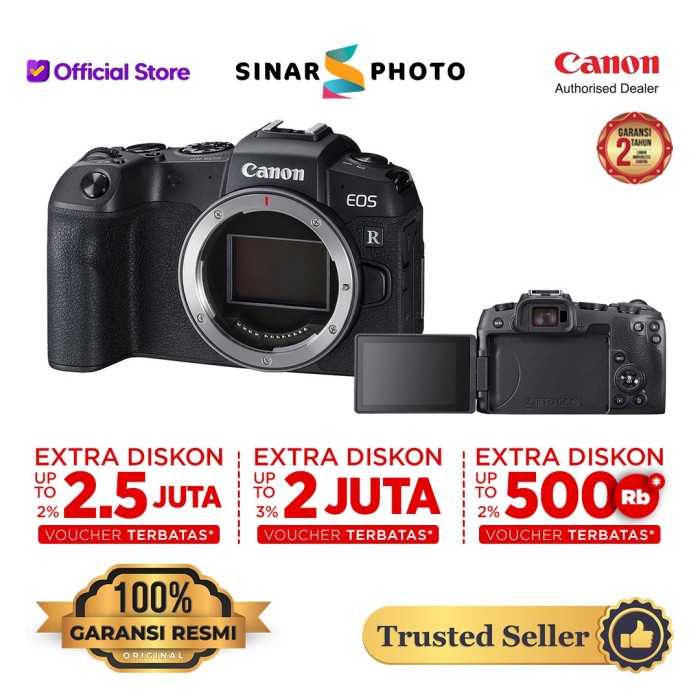 Official Store
SINAR S PHOTO
Canon
Authorised Dealer
GARANSI
2 TAHUN
Canon
EOS
R
EXTRA DISKON
UP TO 2% 2.5 JUTA
VOUCHER TERBATAS*
EXTRA DISKON
UP TO 3% 2 JUTA
VOUCHER TERBATAS*
EXTRA DISKON
UP TO 2% 500 Rb*
VOUCHER TERBATAS*
100%
GARANSI RESMI
ORIGINAL
Trusted Seller